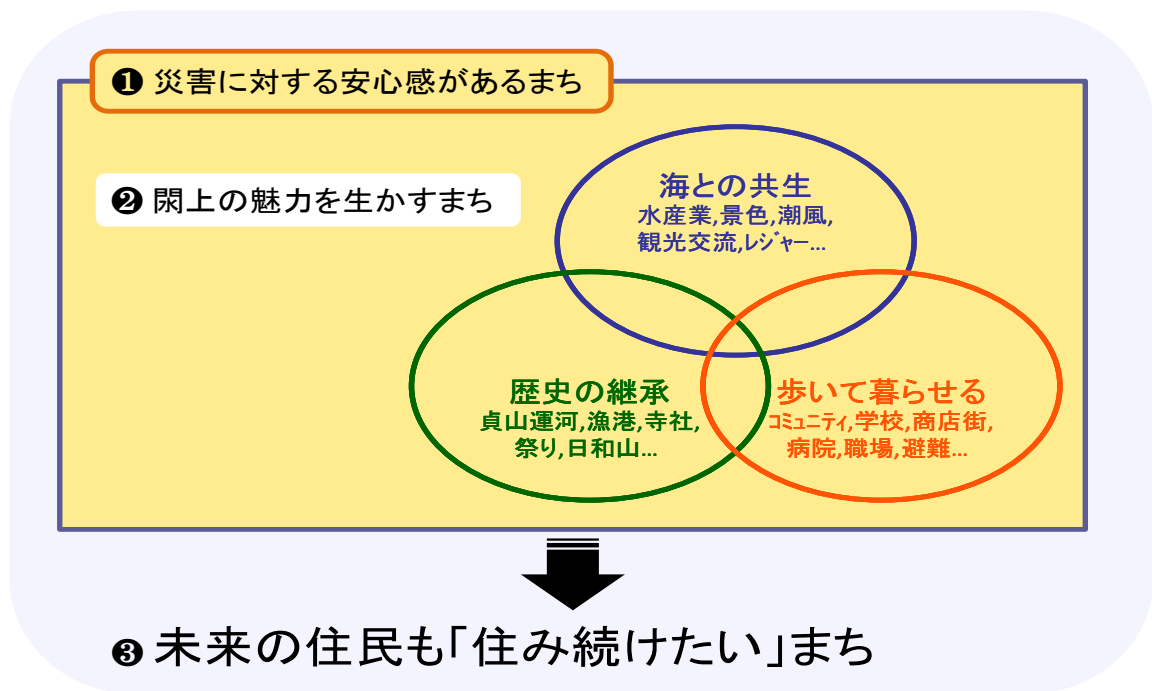 ❶ 災害に対する安心感があるまち
❷ 閖上の魅力を生かすまち
海との共生
水産業,景色,潮風,
観光交流,ﾚｼﾞｬｰ...
歴史の継承
貞山運河,漁港,寺社,
祭り,日和山...
歩いて暮らせる
ｺﾐｭﾆﾃｨ,学校,商店街,
病院,職場,避難...
❸ 未来の住民も「住み続けたい」まち